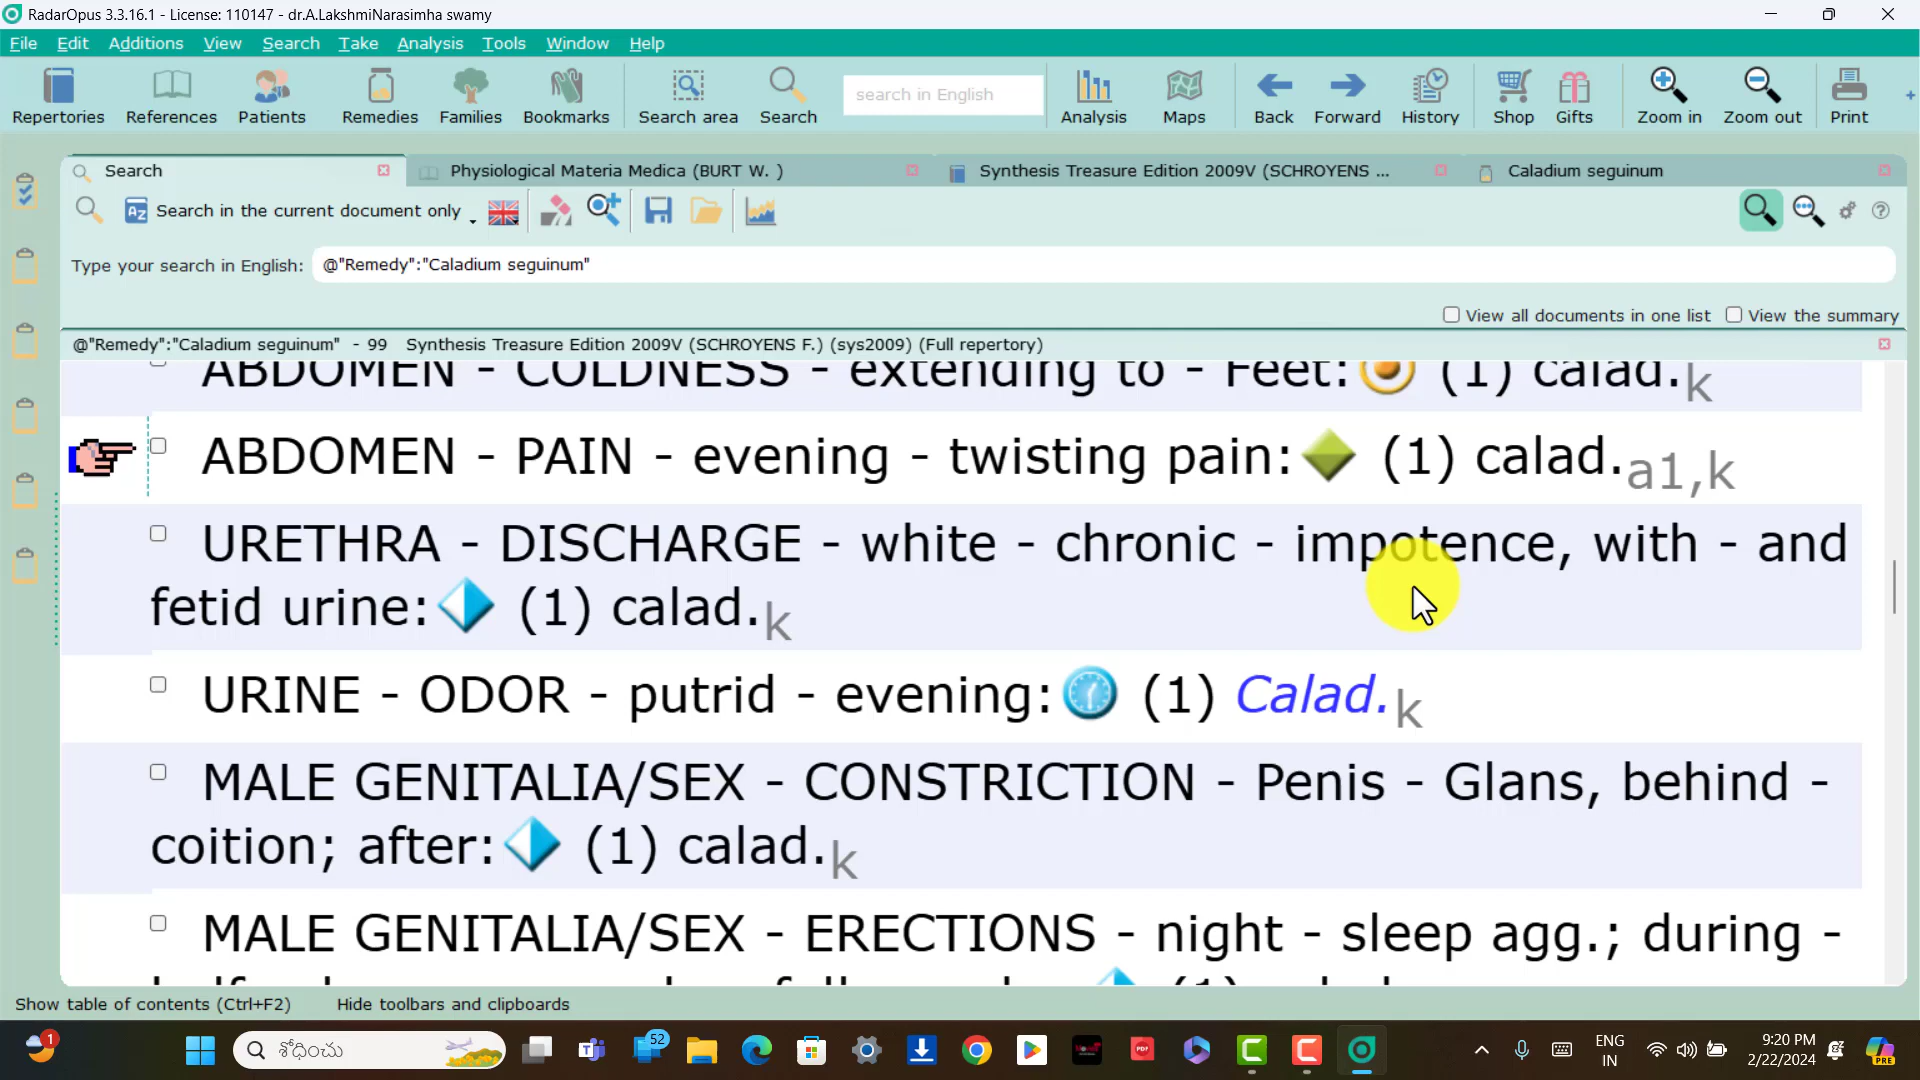 RadarOpus 3.3.16.1 - License: 110147 - dr.A.LakshmiNarasimha swamy
File Edit Additions View Search Take Analysis Tools Window Help
Repertories References Patients Remedies Families Bookmarks Search area Search search in English Analysis Maps Back Forward History Shop Gifts Zoom in Zoom out Print
Search Physiological Materia Medica (BURT W. ) Synthesis Treasure Edition 2009V (SCHROYENS ... Caladium seguinum
Search in the current document only
Type your search in English: @"Remedy":"Caladium seguinum"
View all documents in one list View the summary
@"Remedy":"Caladium seguinum" - 99 Synthesis Treasure Edition 2009V (SCHROYENS F.) (sys2009) (Full repertory)
ABDOMEN - COLDNESS - extending to - Feet: (1) calad.k
ABDOMEN - PAIN - evening - twisting pain: (1) calad.a1,k
URETHRA - DISCHARGE - white - chronic - impotence, with - and
fetid urine: (1) calad.k
URINE - ODOR - putrid - evening: (1) Calad.k
MALE GENITALIA/SEX - CONSTRICTION - Penis - Glans, behind -
coition; after: (1) calad.k
MALE GENITALIA/SEX - ERECTIONS - night - sleep agg.; during -
Show table of contents (Ctrl+F2) Hide toolbars and clipboards
1 శోధించు 52 ENG 9:20 PM
IN 2/22/2024